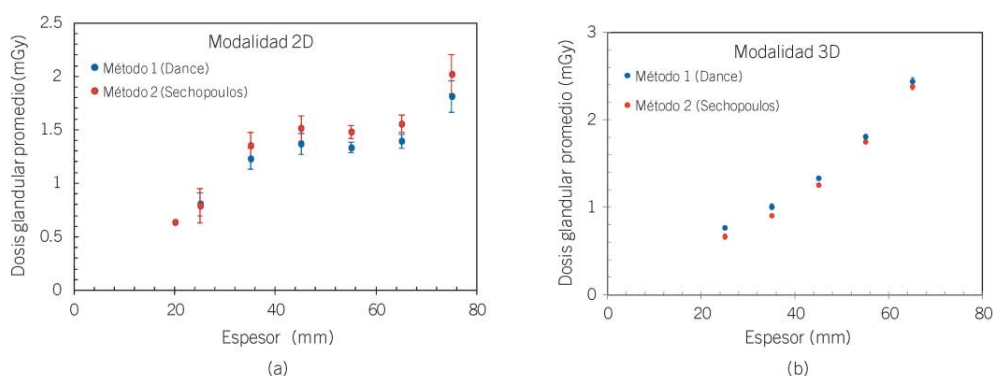 Modalidad 2D
Método 1 (Dance)
Método 2 (Sechopoulos)
Dosis glandular promedio (mGy)
2.5
2
1.5
1
0.5
0
0 20 40 60 80
Espesor (mm)
(a)
Modalidad 3D
Método 1 (Dance)
Método 2 (Sechopoulos)
Dosis glandular promedio (mGy)
3
2
1
0
0 20 40 60 80
Espesor (mm)
(b)